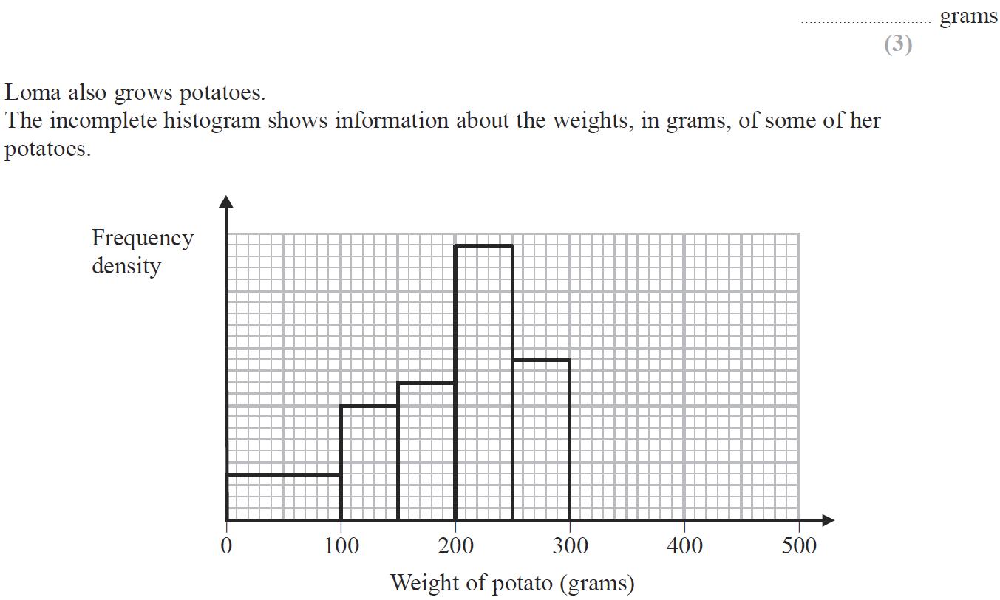 .............................. grams
(3)
Loma also grows potatoes.
The incomplete histogram shows information about the weights, in grams, of some of her
potatoes.
Frequency
density
0 100 200 300 400 500
Weight of potato (grams)